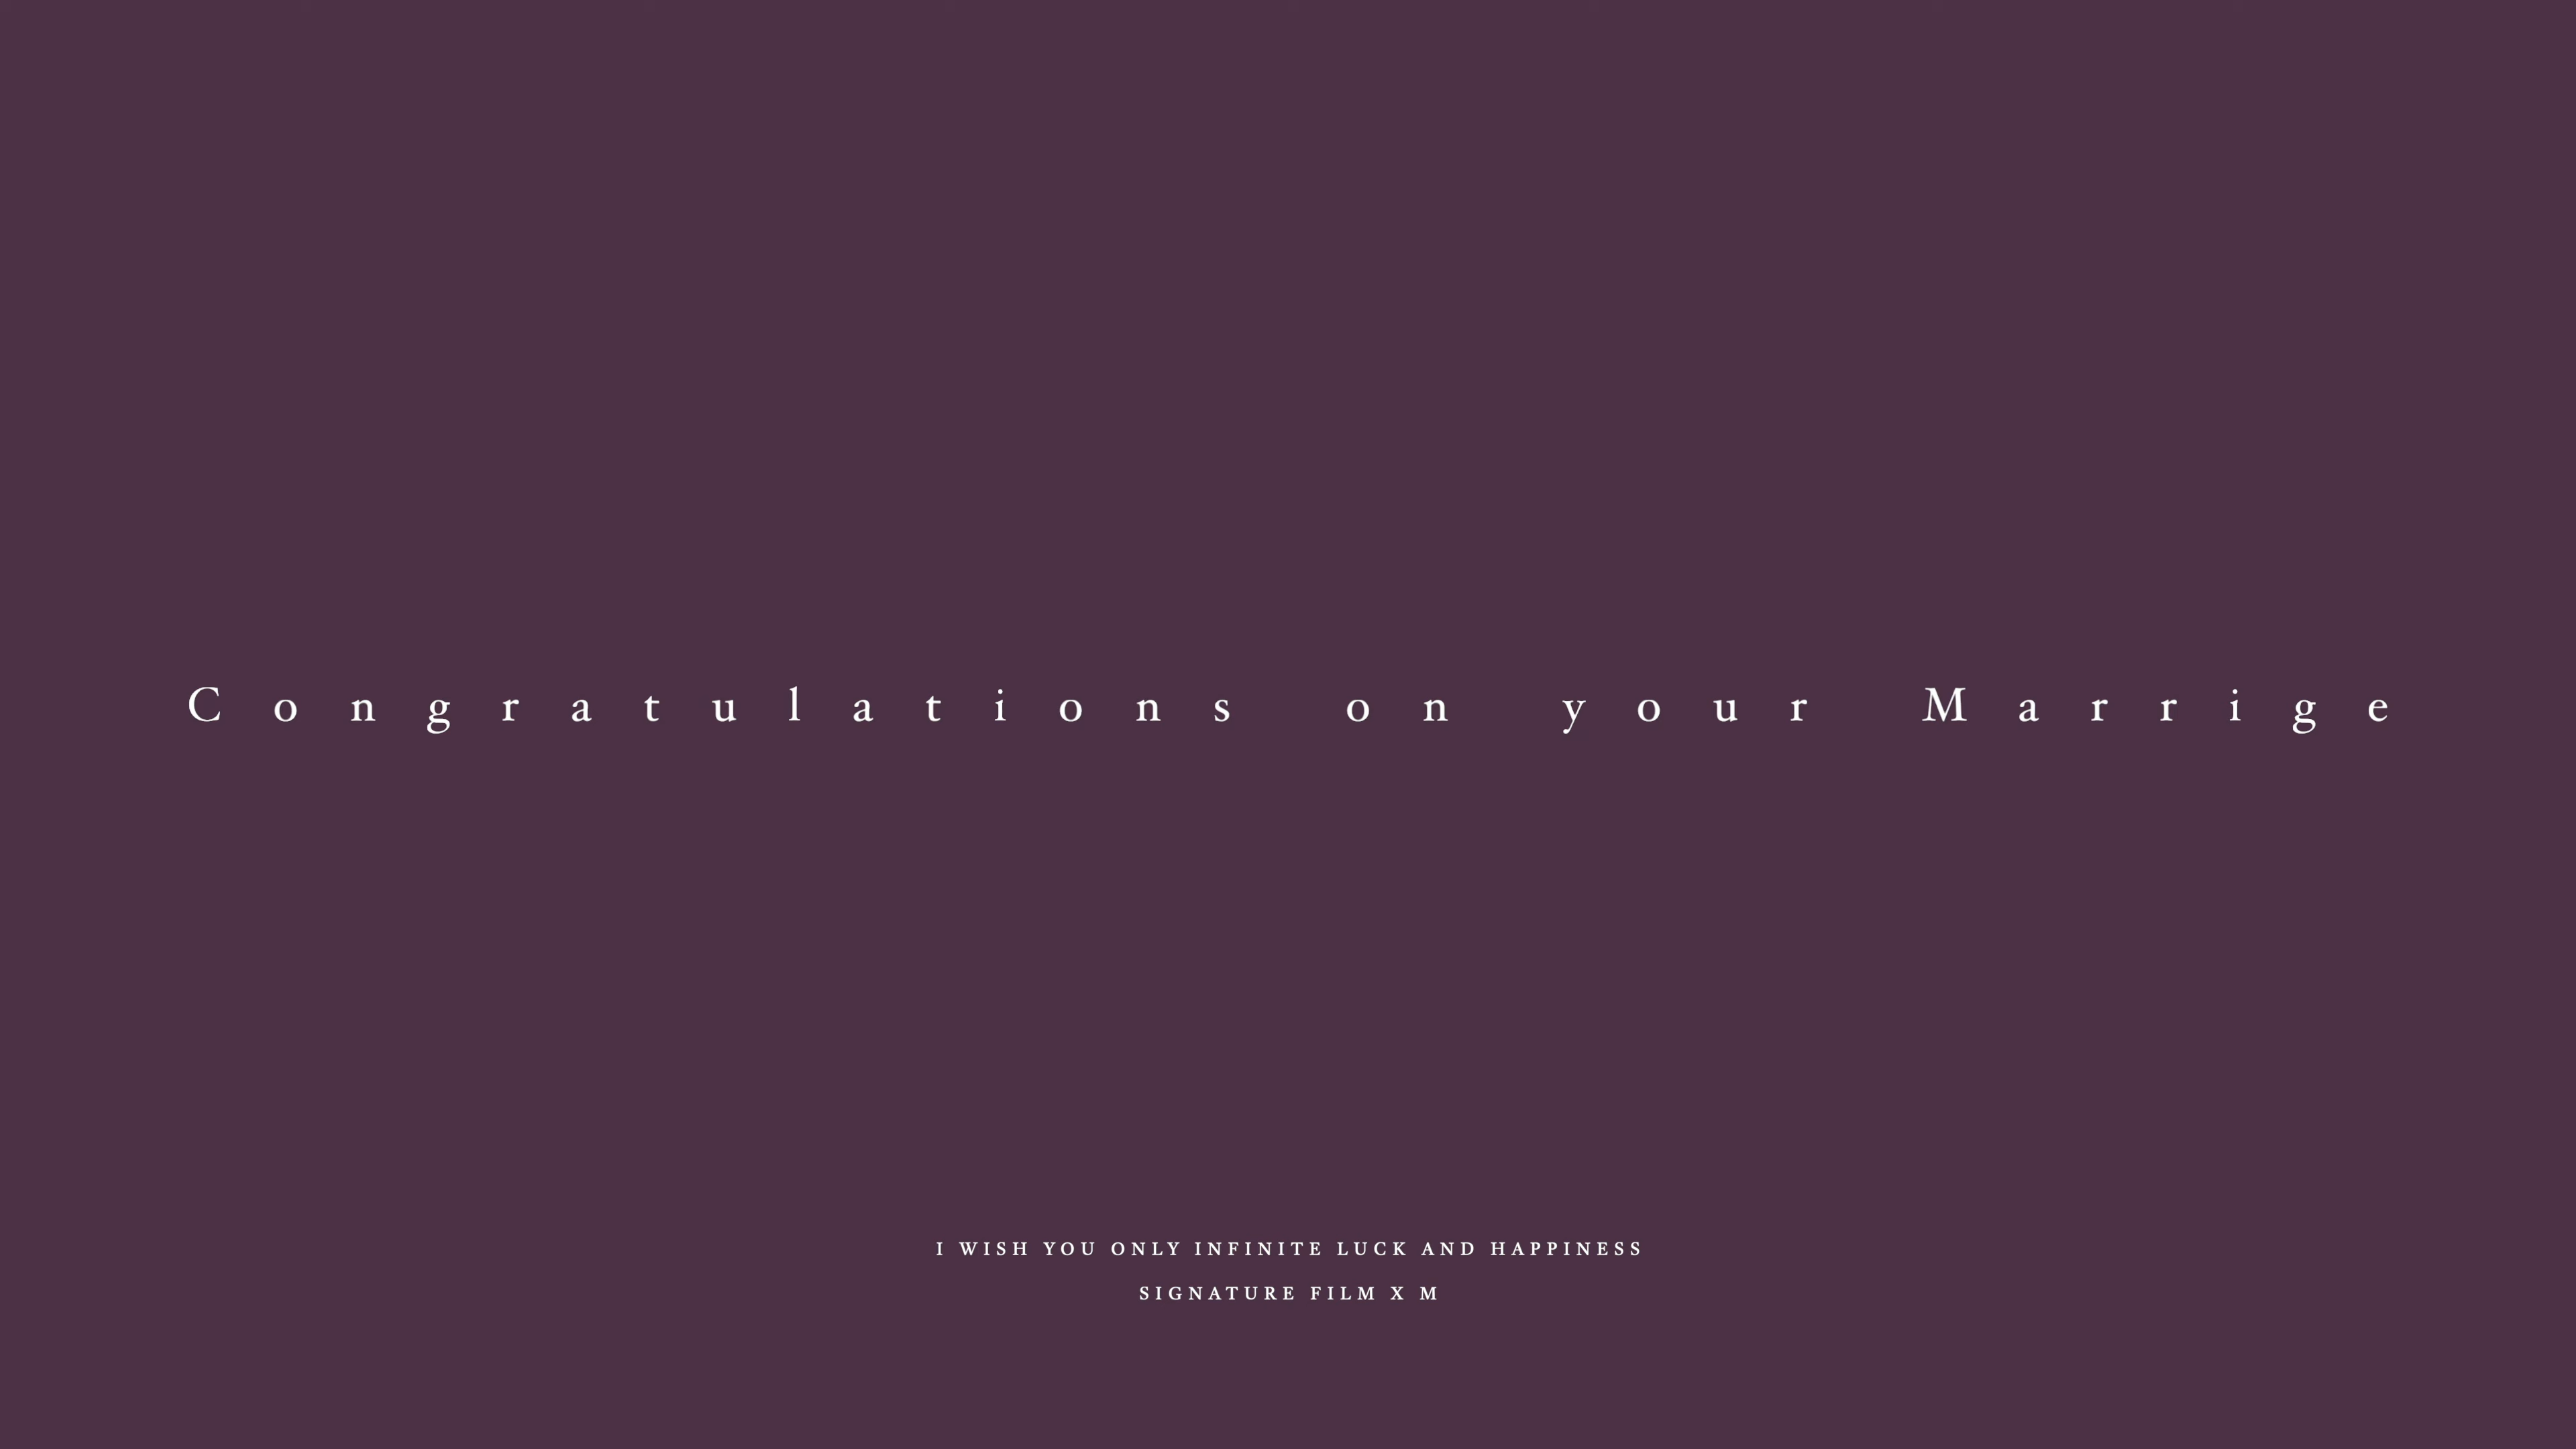 Congratulations on your Marrige
I WISH YOU ONLY INFINITE LUCK AND HAPPINESS
SIGNATURE FILM X M